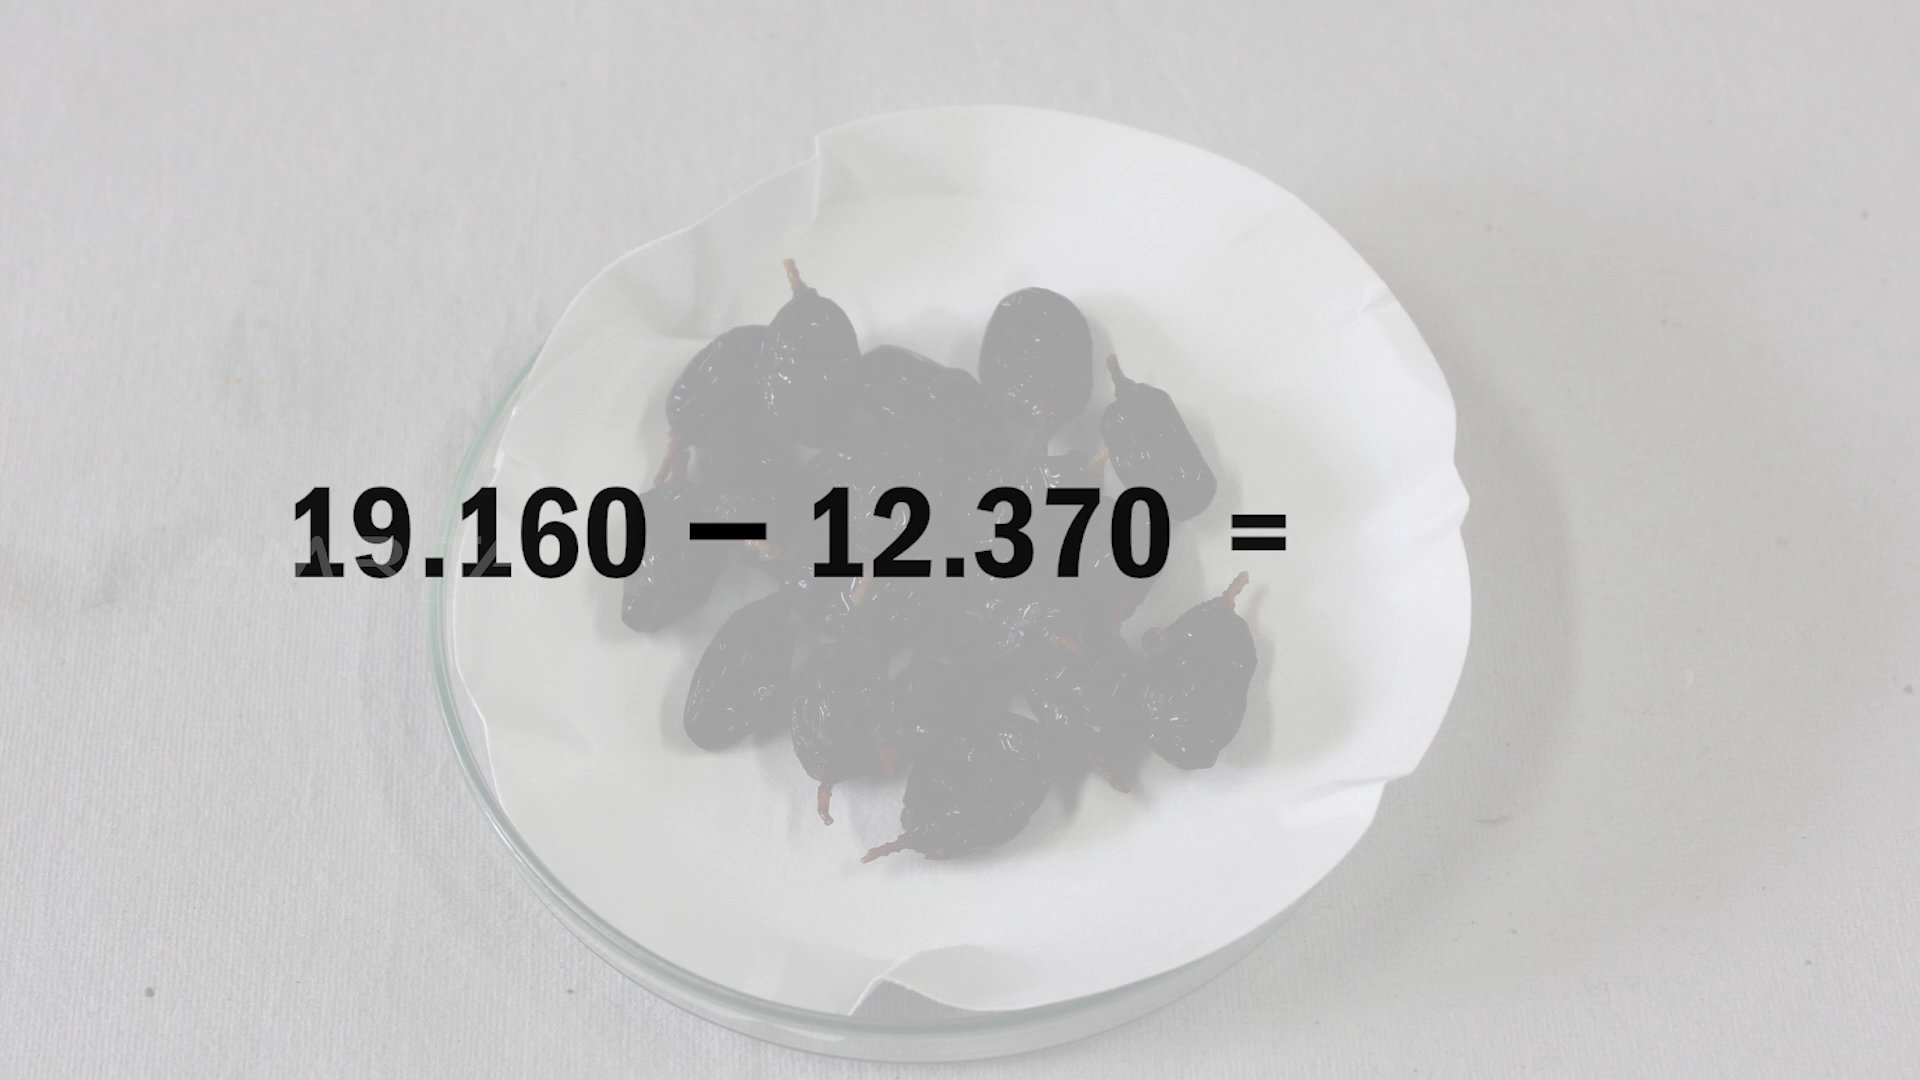 19.160 – 12.370 =